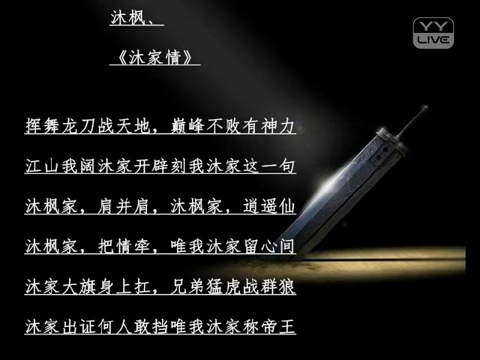 沐枫、
YY
LIVE
《沐家情》
挥舞龙刀战天地，巅峰不败有神力
江山我阔沐家开辟刻我沐家这一句
沐枫家，肩并肩，沐枫家，逍遥仙
沐枫家，把情牵，唯我沐家留心间
沐家大旗身上扛，兄弟猛虎战群狼
沐家出证何人敢挡唯我沐家称帝王